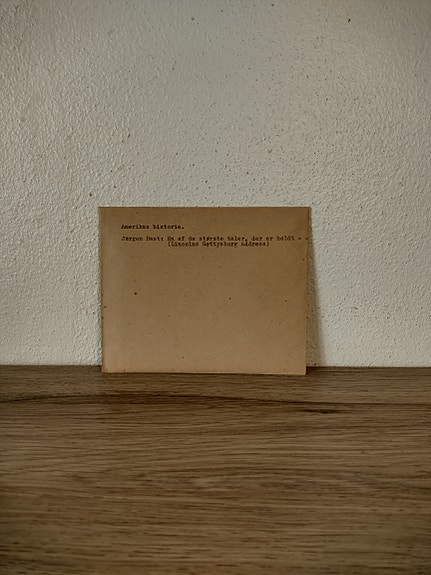 Amerikas historie.
Jørgen Bast: En af de største taler, der er holdt - -
(Lincolns Gettysburg Address)